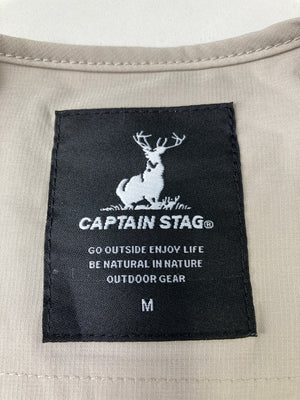 CAPTAIN STAG®
GO OUTSIDE ENJOY LIFE
BE NATURAL IN NATURE
OUTDOOR GEAR
M